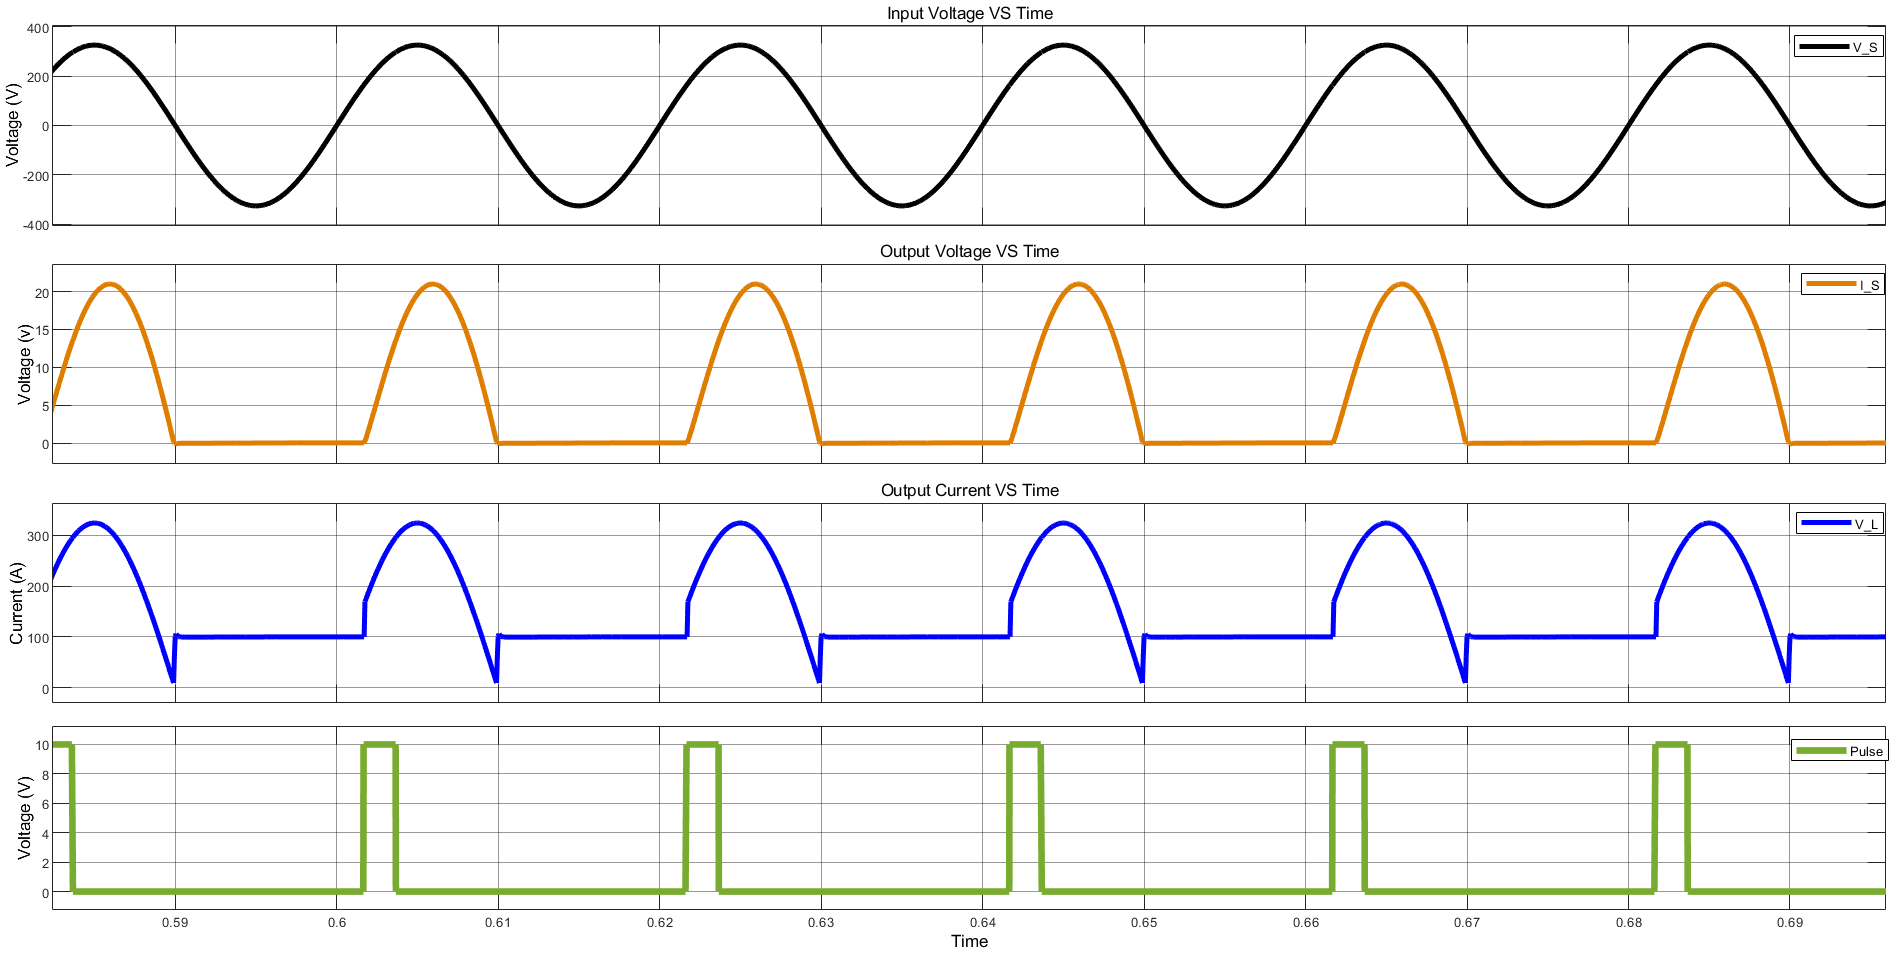 Input Voltage VS Time
400
200
0
-200
-400
Voltage (V)
V_S
Output Voltage VS Time
20
15
10
5
0
Voltage (v)
I_S
Output Current VS Time
300
200
100
0
Current (A)
V_L
10
8
6
4
2
0
Voltage (V)
Pulse
0.59 0.6 0.61 0.62 0.63 0.64 0.65 0.66 0.67 0.68 0.69
Time